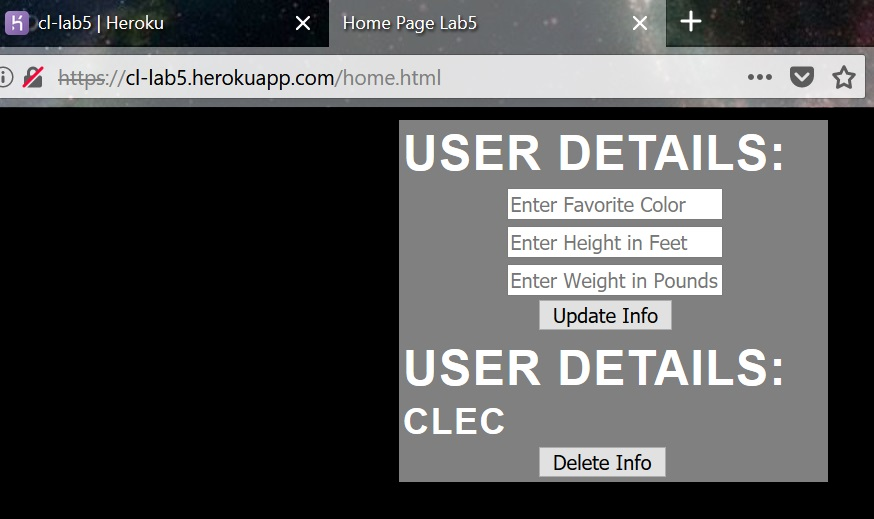 cl-lab5 | Heroku
Home Page Lab5
https://cl-lab5.herokuapp.com/home.html
USER DETAILS:
Enter Favorite Color
Enter Height in Feet
Enter Weight in Pounds
Update Info
USER DETAILS:
CLEC
Delete Info